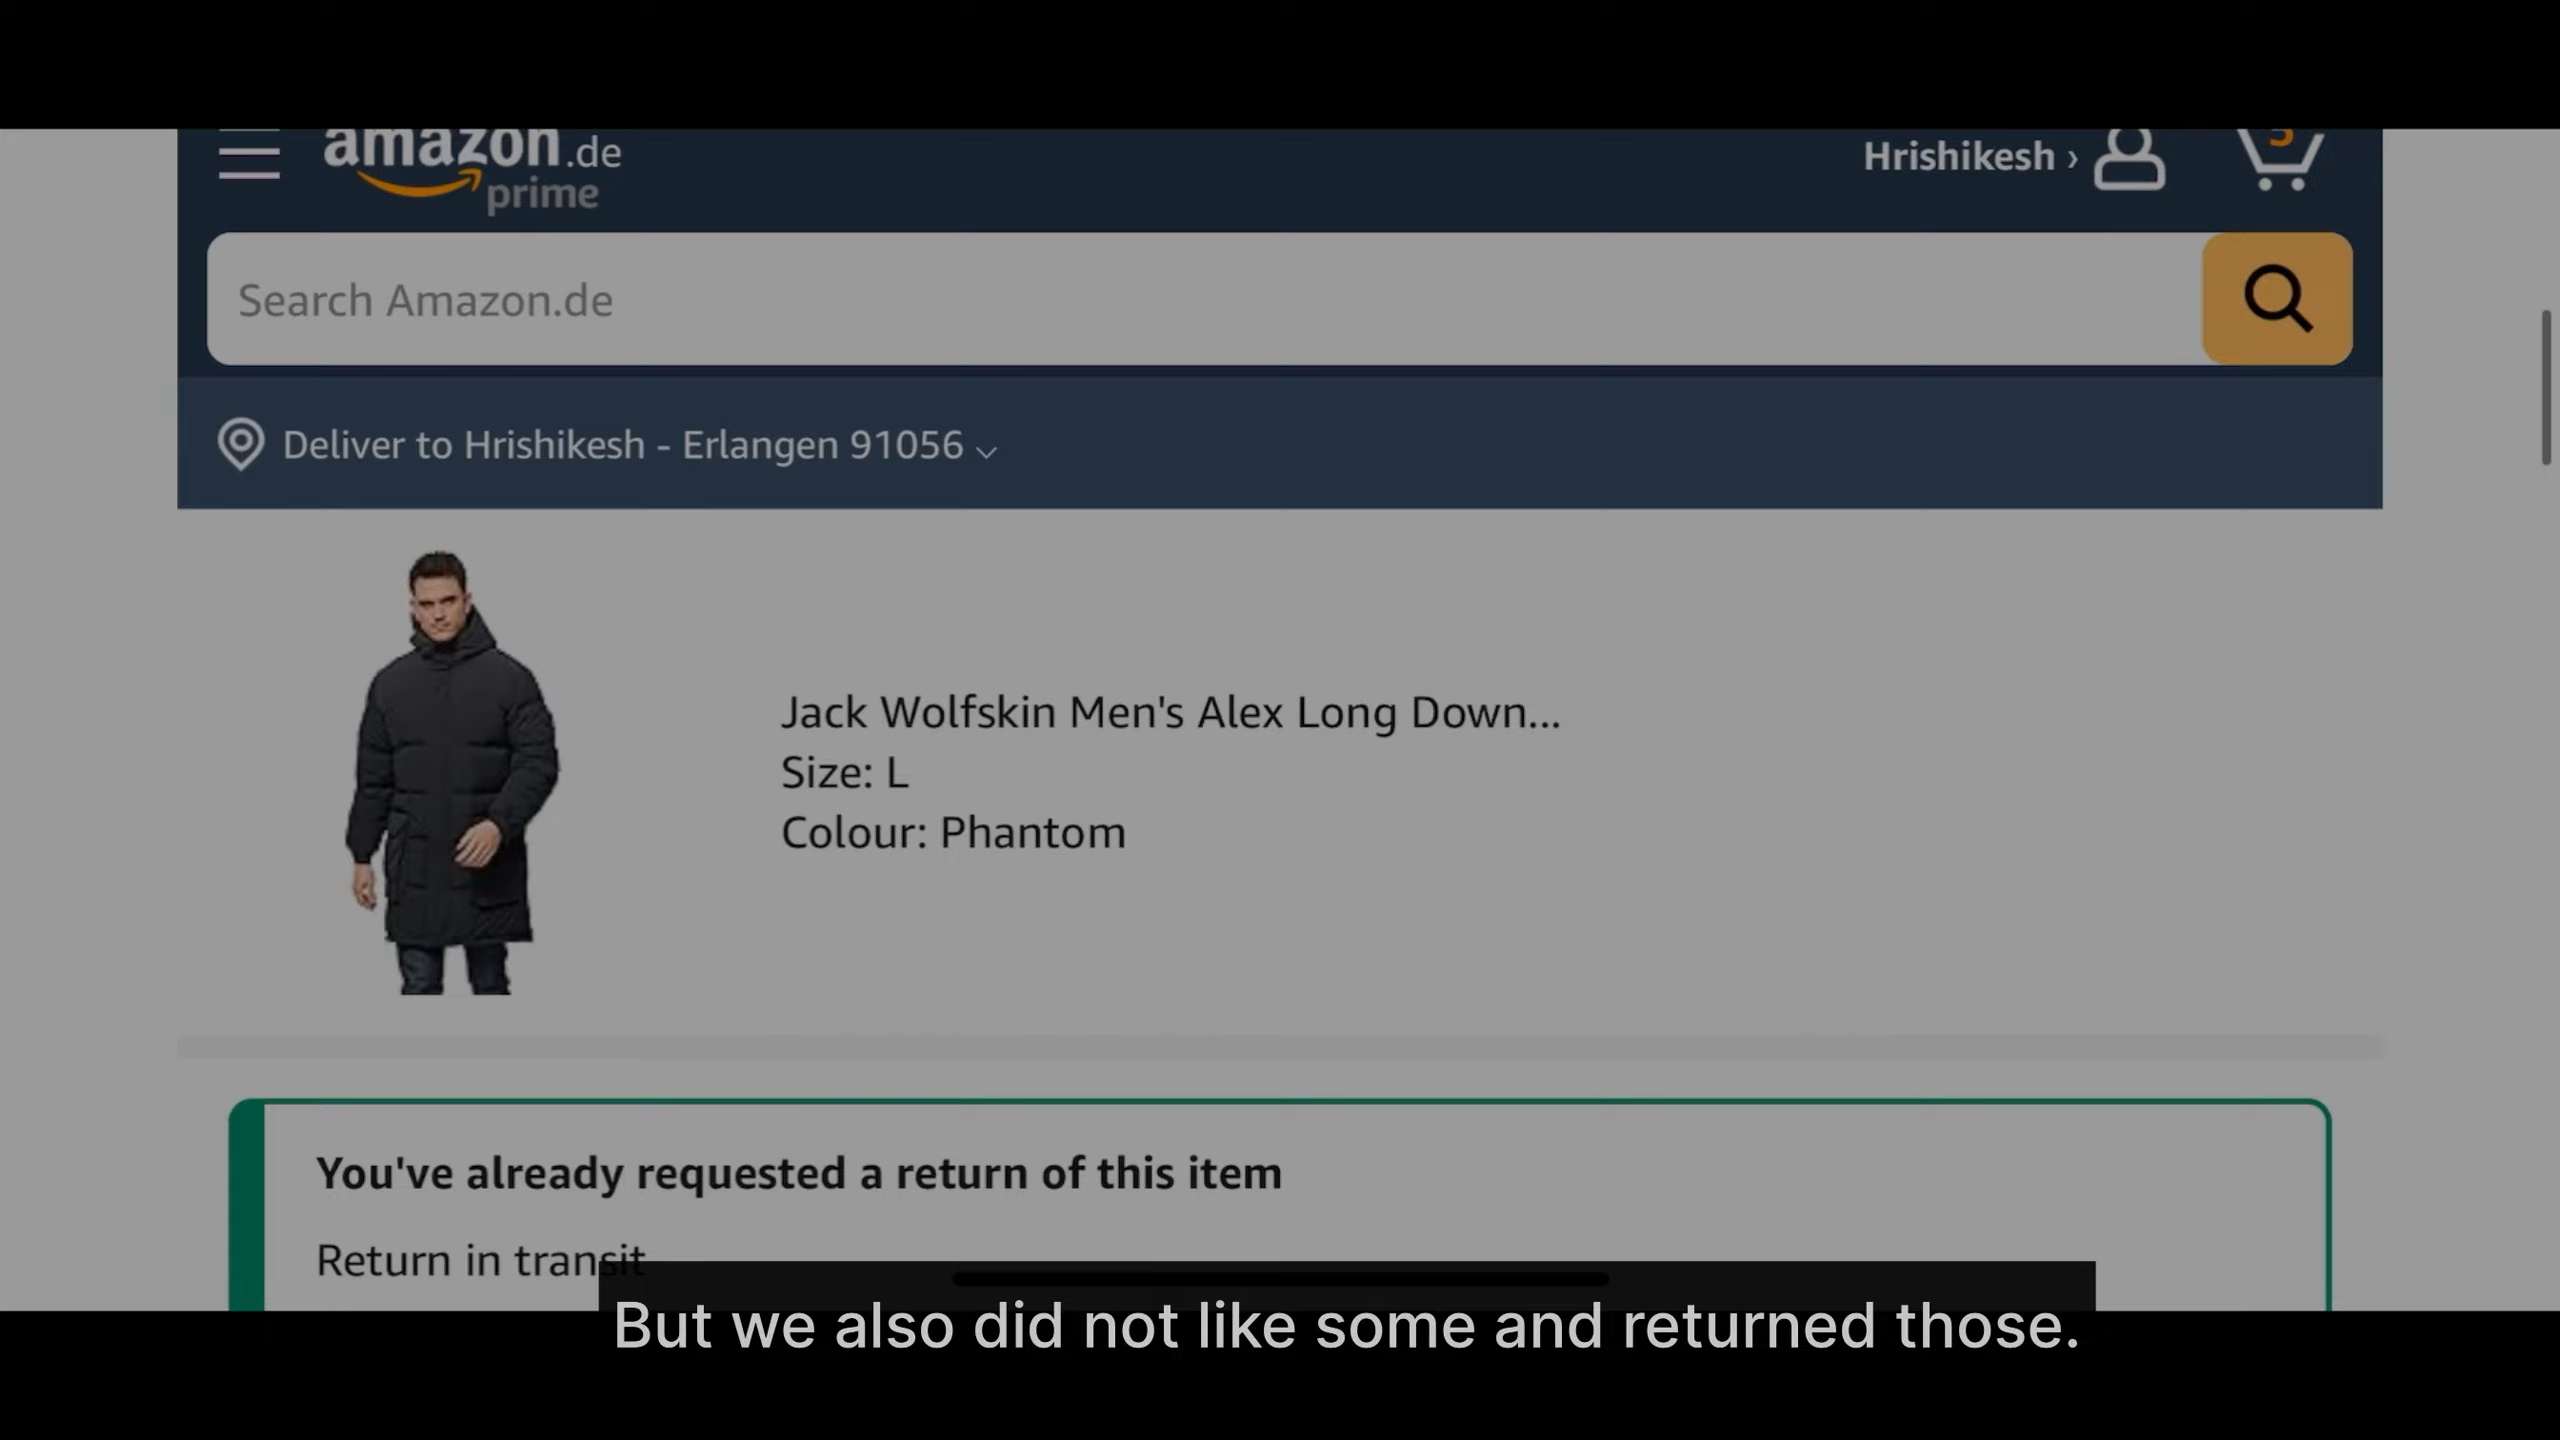 amazon.de
prime
Hrishikesh ›
Search Amazon.de
Deliver to Hrishikesh - Erlangen 91056
Jack Wolfskin Men's Alex Long Down...
Size: L
Colour: Phantom
You've already requested a return of this item
Return in transit
But we also did not like some and returned those.